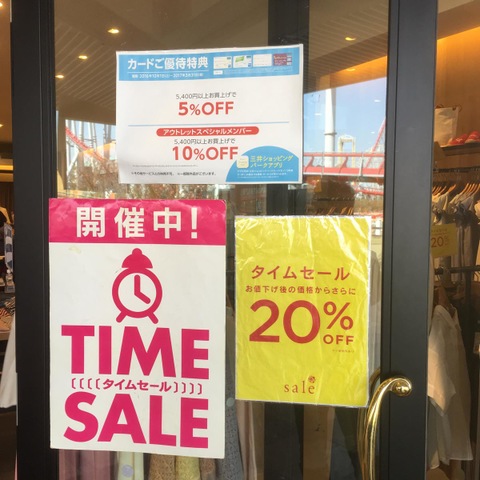 カードご優待特典
5,400円以上お買上げで
5%OFF
アウトレットスペシャルメンバー
5,400円以上お買上げで
10%OFF
三井ショッピング
パークアプリ
開催中!
TIME
((((タイムセール))))
SALE
タイムセール
お値下げ後の価格からさらに
20%
OFF
sale
20%